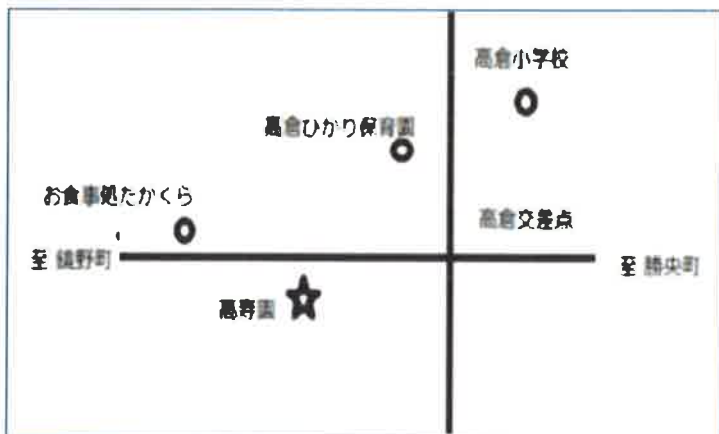 高倉小学校
高倉ひかり保育園
お食事処たかくら
高倉交差点
至 鏡野町
至 勝央町
高寿園